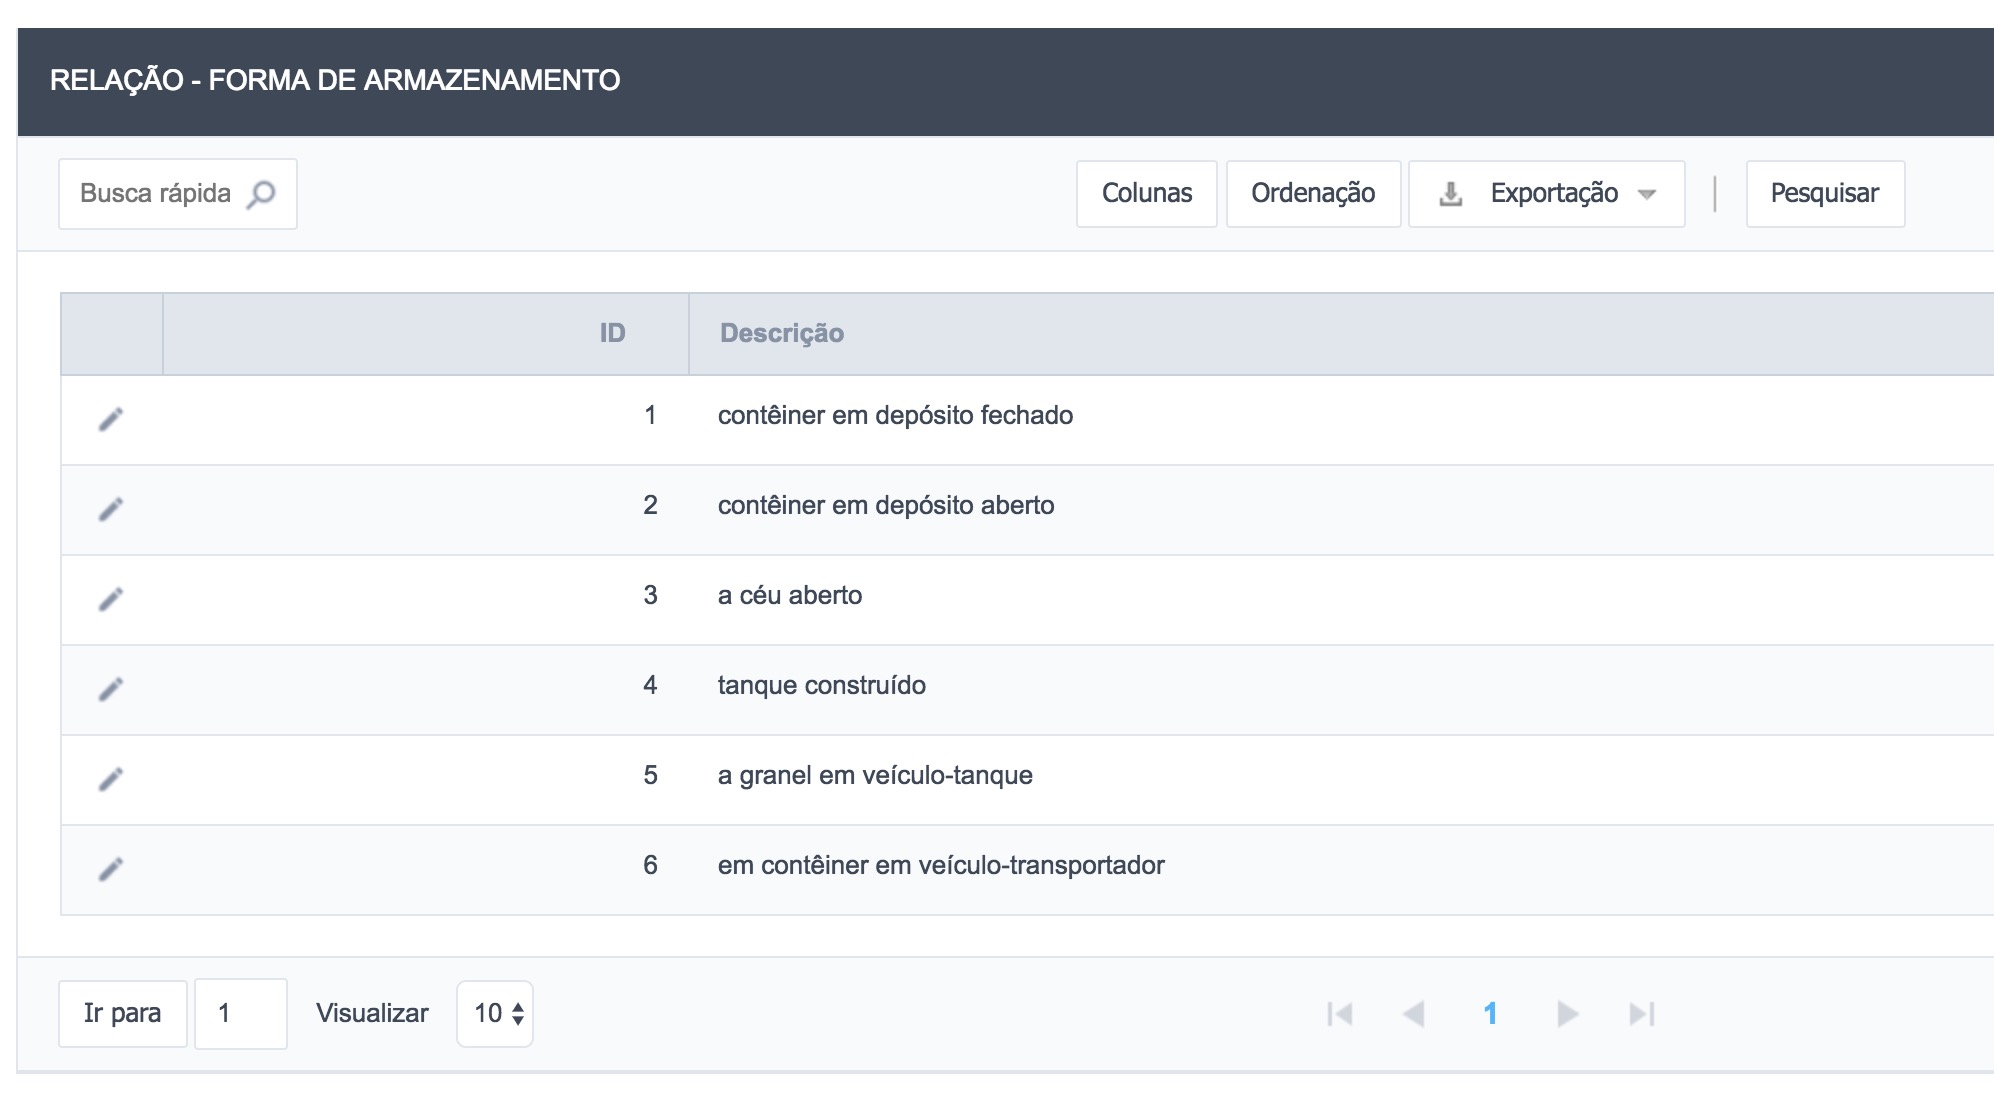 RELAÇÃO - FORMA DE ARMAZENAMENTO
Busca rápida Colunas Ordenação Exportação Pesquisar
ID Descrição
1 contêiner em depósito fechado
2 contêiner em depósito aberto
3 a céu aberto
4 tanque construído
5 a granel em veículo-tanque
6 em contêiner em veículo-transportador
Ir para 1 Visualizar 10 1